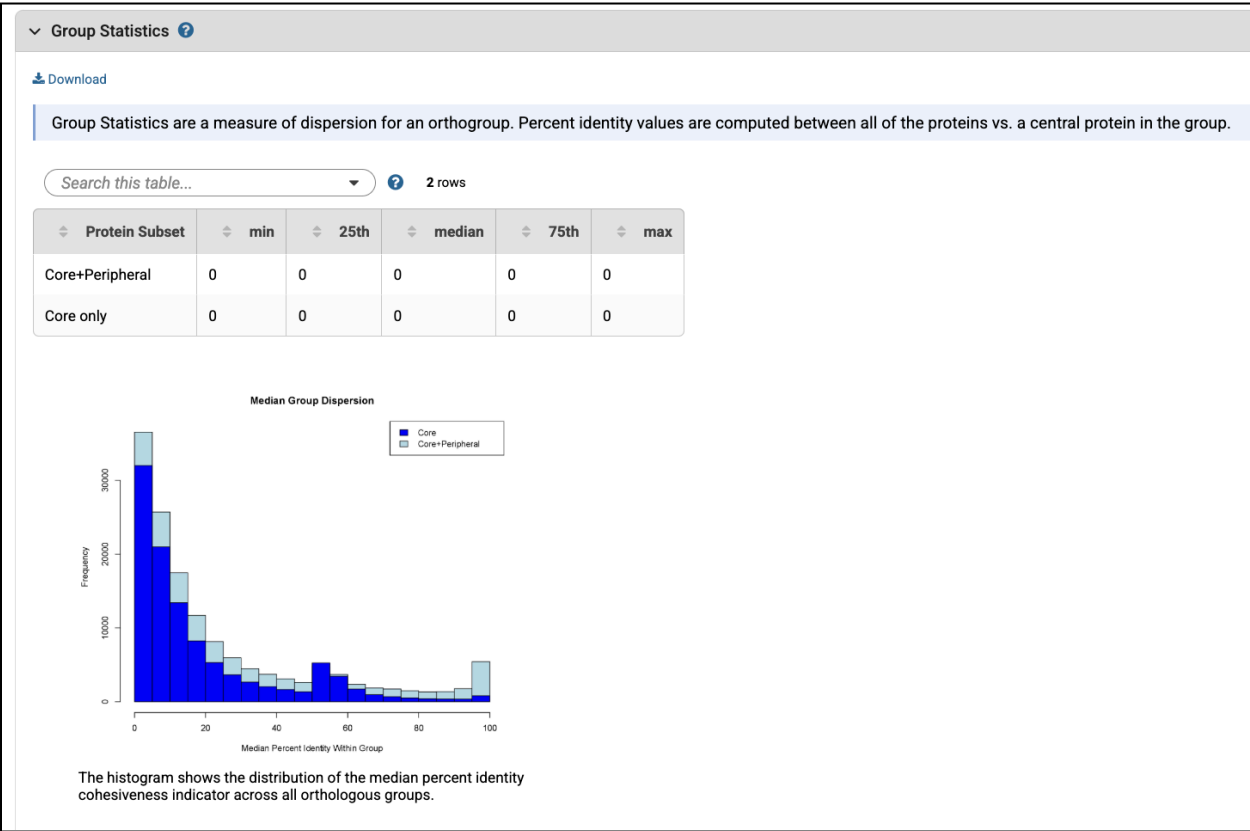 Group Statistics ?
Download
Group Statistics are a measure of dispersion for an orthogroup. Percent identity values are computed between all of the proteins vs. a central protein in the group.
Search this table... ? 2 rows
Protein Subset min 25th median 75th max
Core+Peripheral 0 0 0 0 0
Core only 0 0 0 0 0
Median Group Dispersion
Core
Core+Peripheral
30000
20000
10000
0
Frequency
0 20 40 60 80 100
Median Percent Identity Within Group
The histogram shows the distribution of the median percent identity
cohesiveness indicator across all orthologous groups.